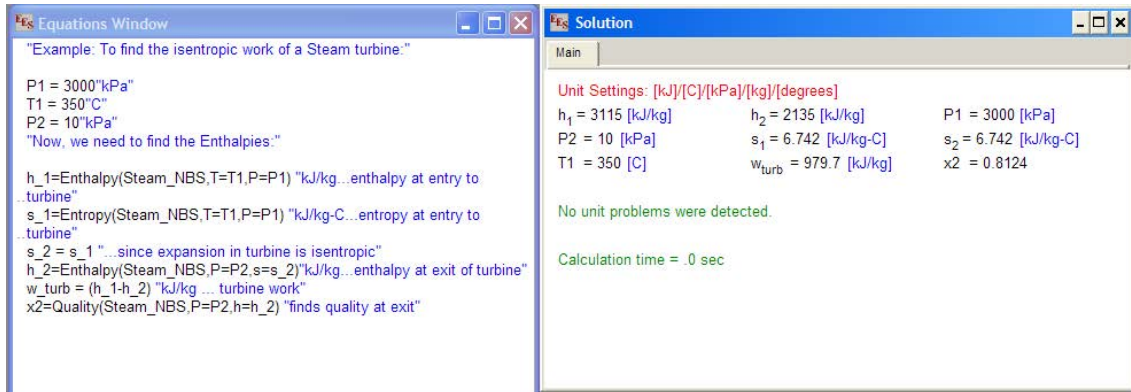 EES Equations Window
"Example: To find the isentropic work of a Steam turbine:"
P1 = 3000"kPa"
T1 = 350"C"
P2 = 10"kPa"
"Now, we need to find the Enthalpies:"
h_1=Enthalpy(Steam_NBS,T=T1,P=P1) "kJ/kg...enthalpy at entry to
..turbine"
s_1=Entropy(Steam_NBS,T=T1,P=P1) "kJ/kg-C...entropy at entry to
..turbine"
s_2 = s_1 "...since expansion in turbine is isentropic"
h_2=Enthalpy(Steam_NBS,P=P2,s=s_2)"kJ/kg...enthalpy at exit of turbine"
w_turb = (h_1-h_2) "kJ/kg ... turbine work"
x2=Quality(Steam_NBS,P=P2,h=h_2) "finds quality at exit"
EES Solution
Main
Unit Settings: [kJ]/[C]/[kPa]/[kg]/[degrees]
h1 = 3115 [kJ/kg] h2 = 2135 [kJ/kg] P1 = 3000 [kPa]
P2 = 10 [kPa] s1 = 6.742 [kJ/kg-C] s2 = 6.742 [kJ/kg-C]
T1 = 350 [C] wturb = 979.7 [kJ/kg] x2 = 0.8124
No unit problems were detected.
Calculation time = .0 sec